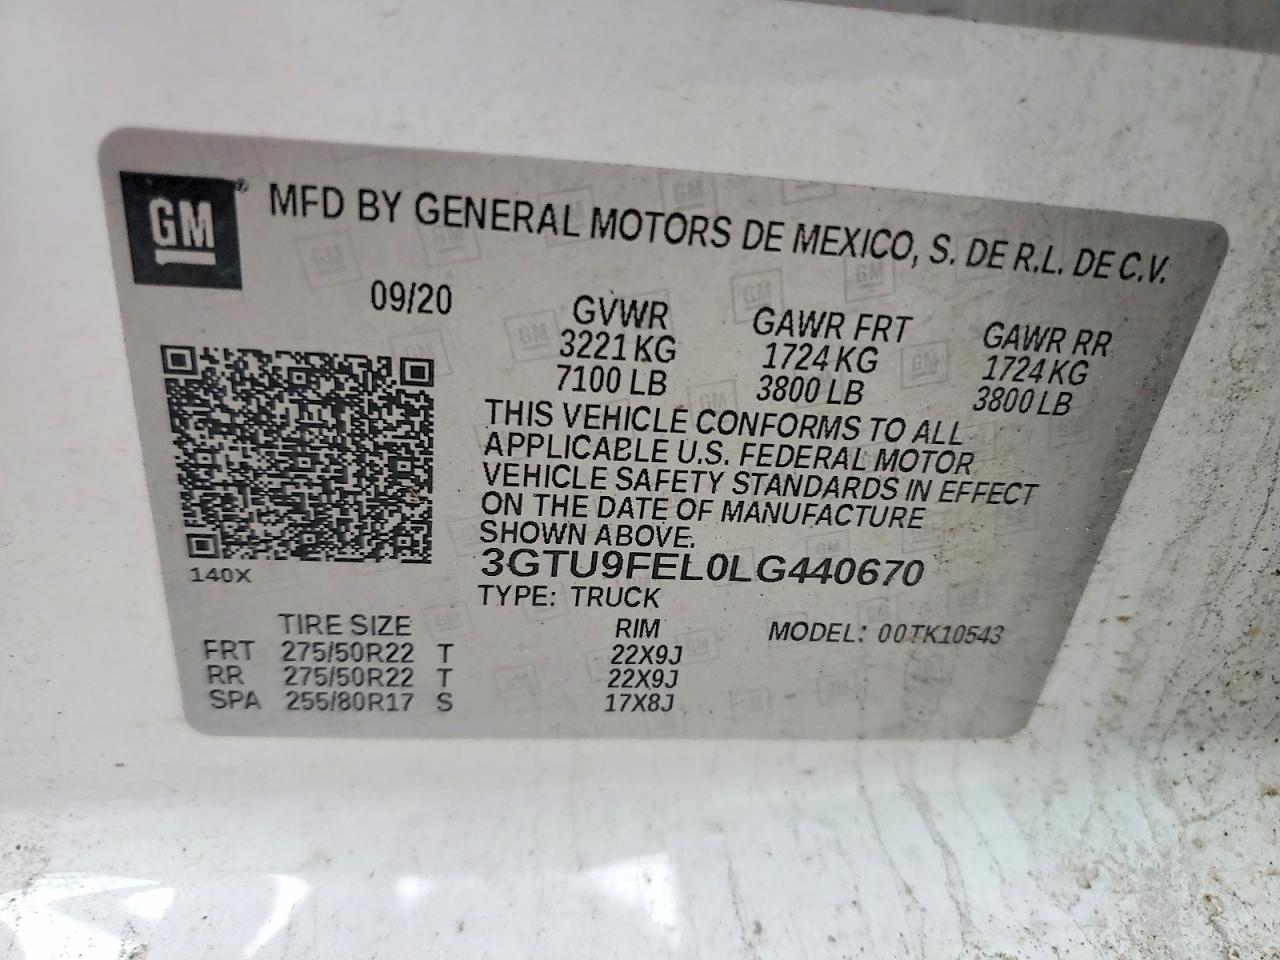 GM ® MFD BY GENERAL MOTORS DE MEXICO, S. DE R.L. DE C.V.
09/20 GVWR GAWR FRT GAWR RR
3221 KG 1724 KG 1724 KG
7100 LB 3800 LB 3800 LB
THIS VEHICLE CONFORMS TO ALL
APPLICABLE U.S. FEDERAL MOTOR
VEHICLE SAFETY STANDARDS IN EFFECT
ON THE DATE OF MANUFACTURE
SHOWN ABOVE.
3GTU9FEL0LG440670
140X
TYPE: TRUCK
TIRE SIZE RIM MODEL: 00TK10543
FRT 275/50R22 T 22X9J
RR 275/50R22 T 22X9J
SPA 255/80R17 S 17X8J